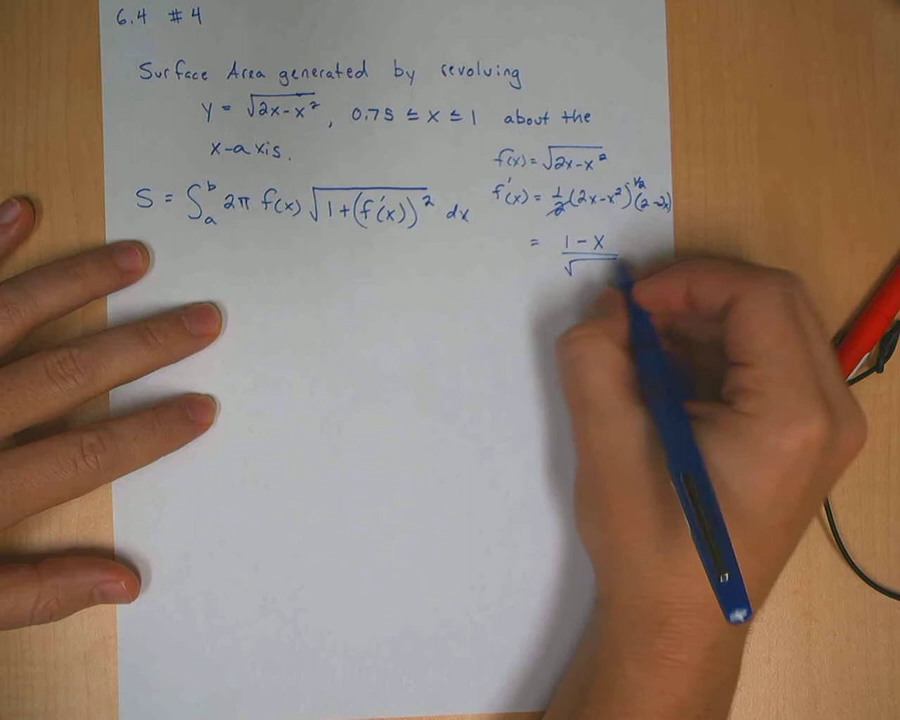 6.4 #4
Surface Area generated by revolving
y = √(2x-x²), 0.75 ≤ x ≤ 1 about the
x-axis.
f(x) = √(2x-x²)
S = ∫ₐᵇ 2π f(x) √(1+(f'(x))²) dx
f'(x) = 1/2 (2x-x²)^1/2 (2-2x)
= (1-x)/√